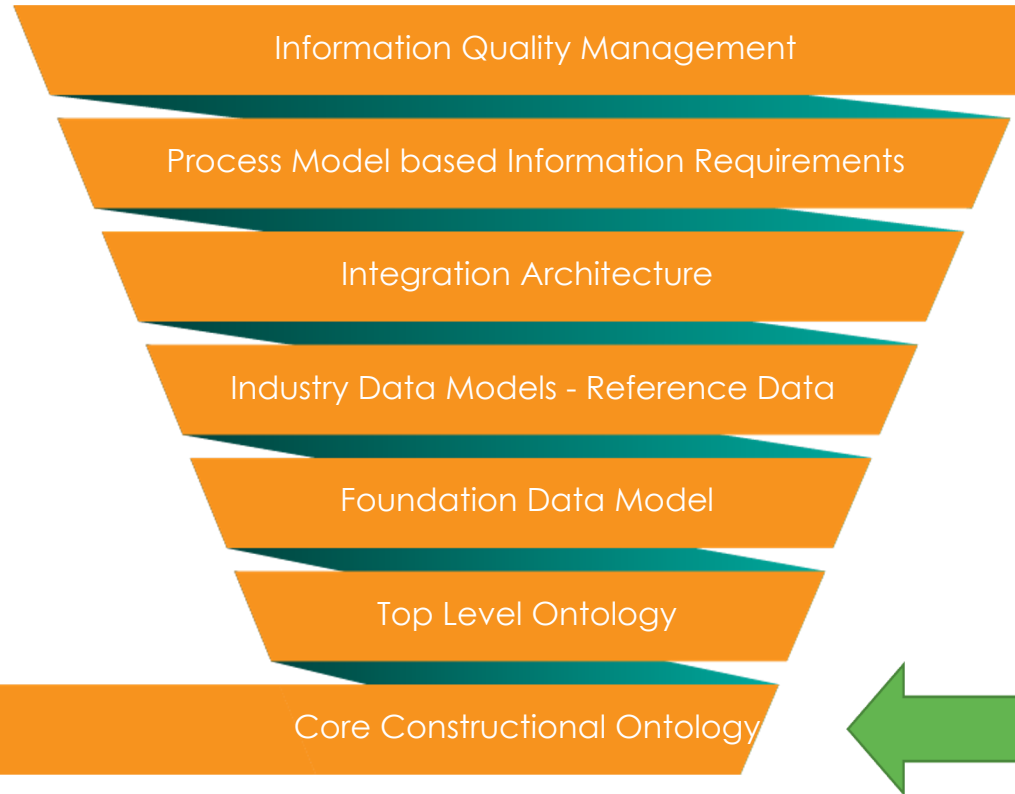 Information Quality Management
Process Model based Information Requirements
Integration Architecture
Industry Data Models - Reference Data
Foundation Data Model
Top Level Ontology
Core Constructional Ontology